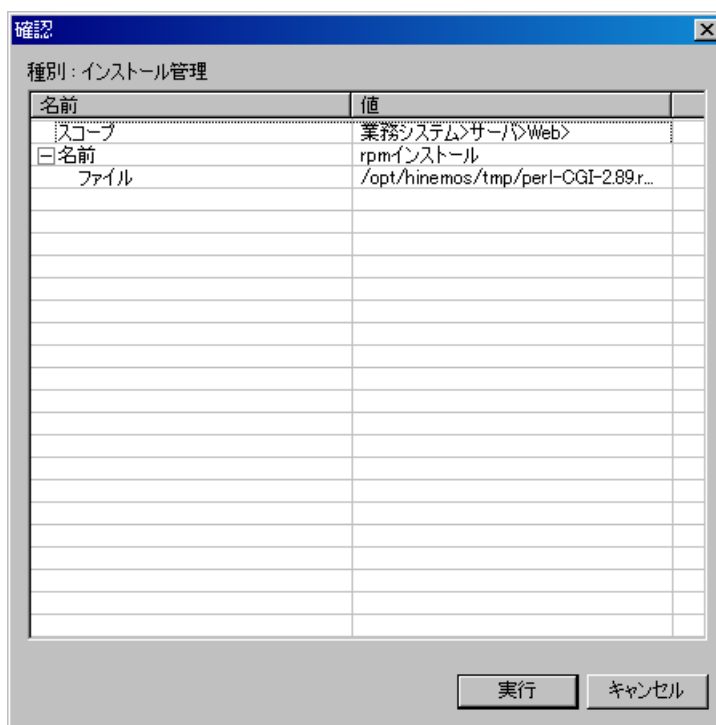 確認
種別 : インストール管理
名前 値
スコープ 業務システム>サーバ>Web>
名前 rpmインストール
ファイル /opt/hinemos/tmp/perl-CGI-2.89.r...
実行 キャンセル